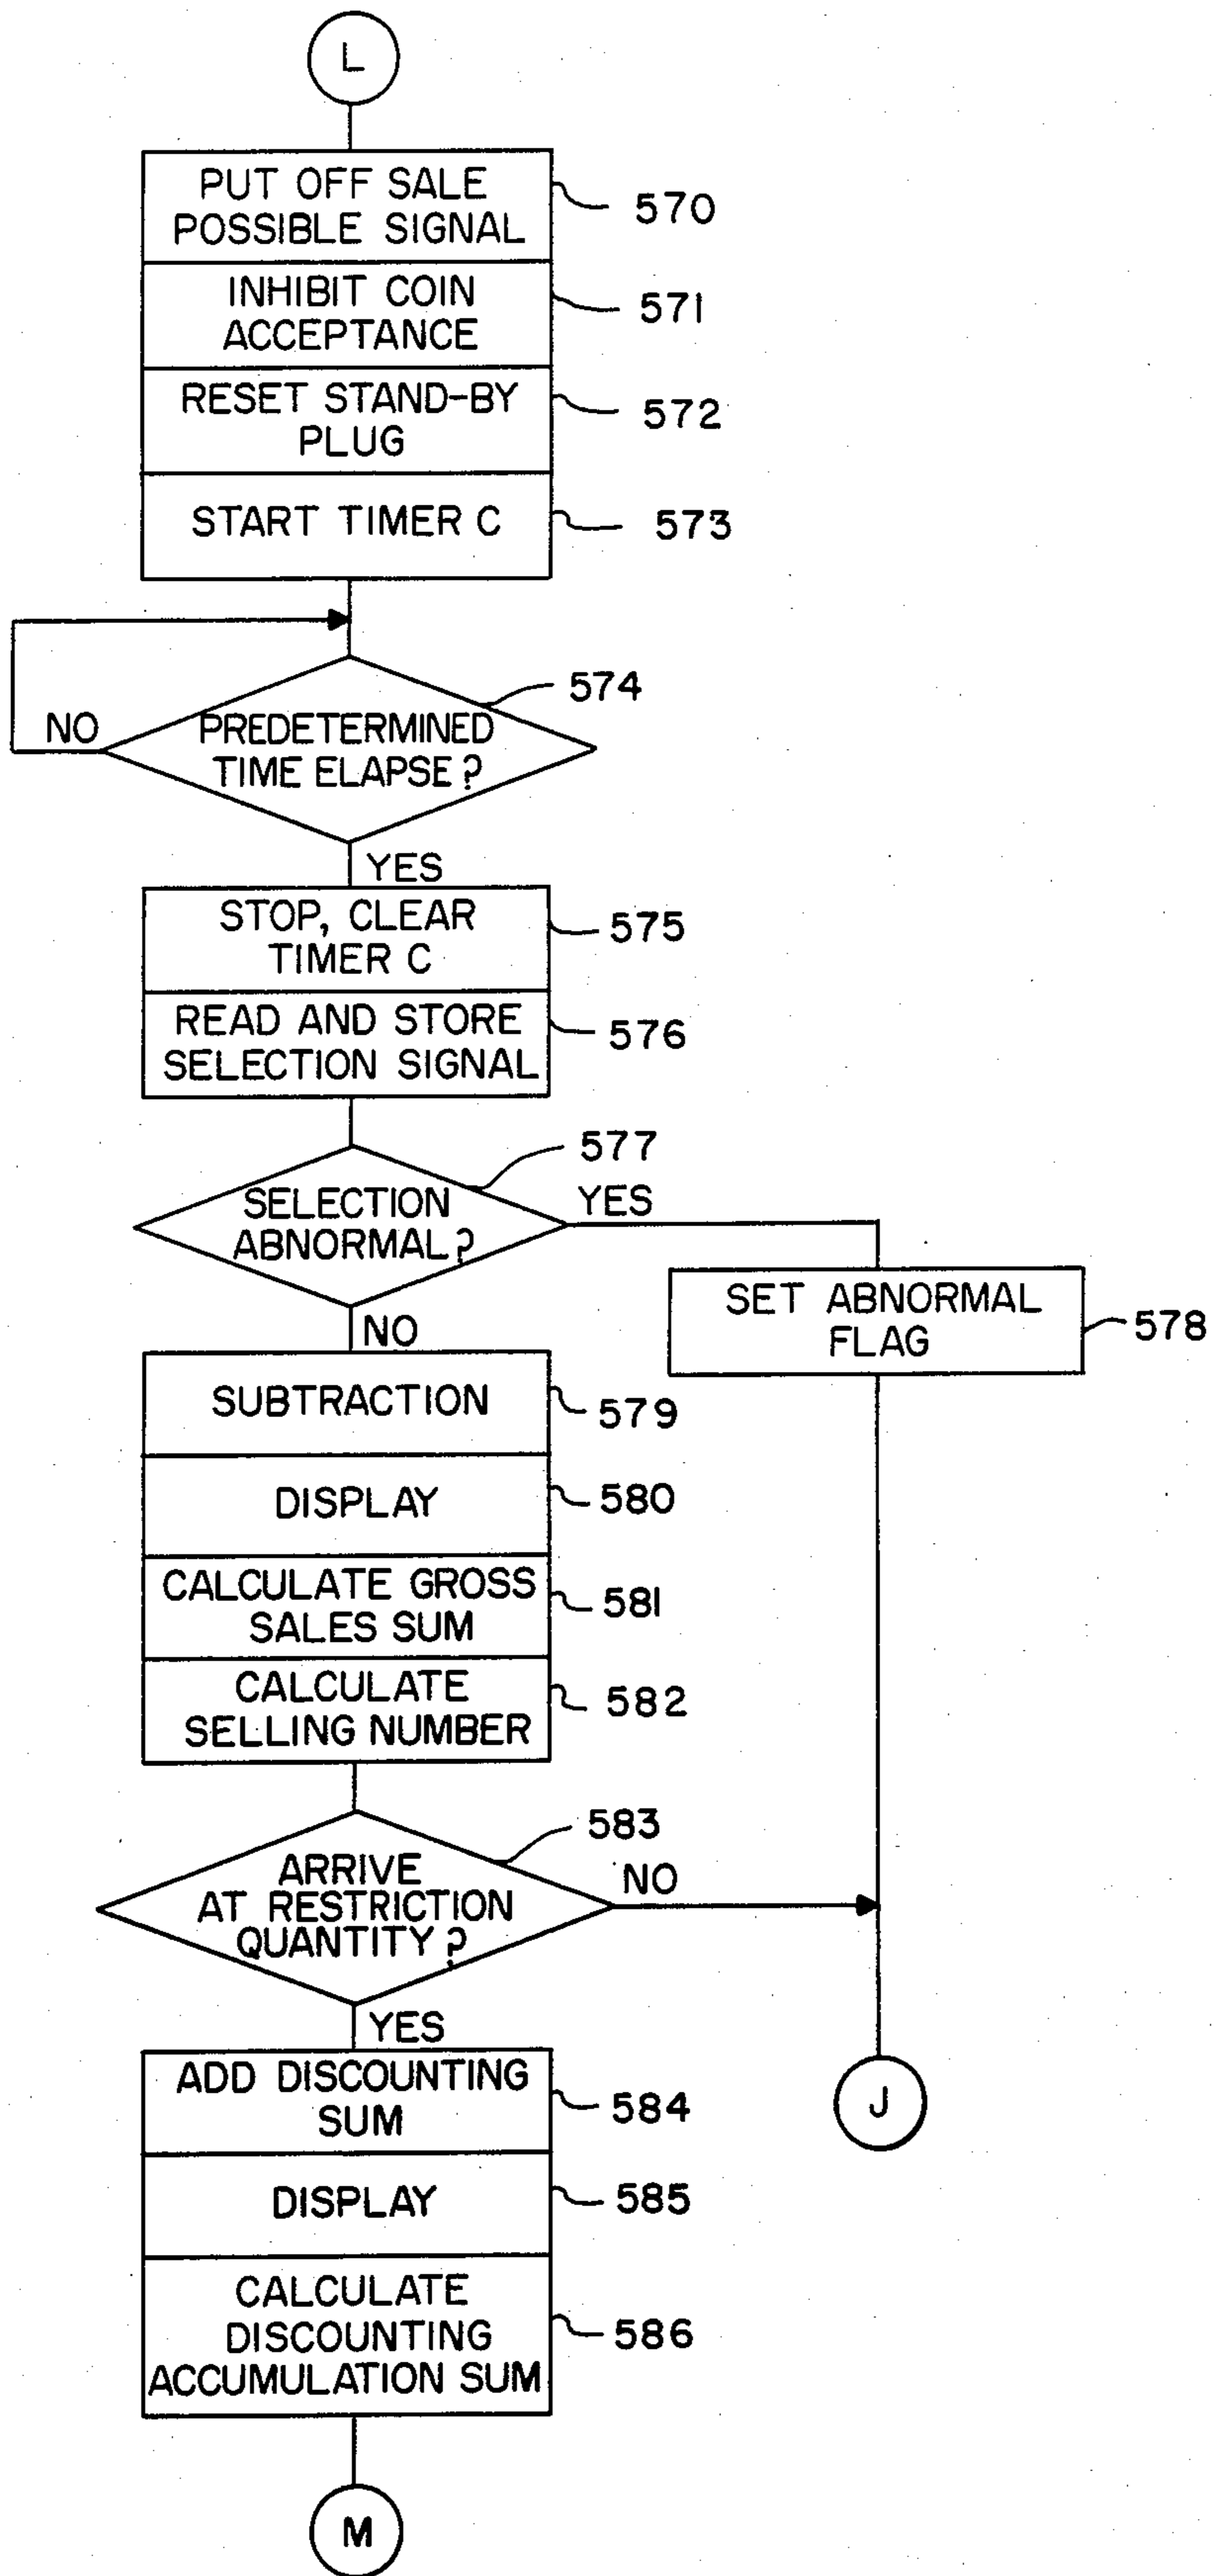 L
PUT OFF SALE
POSSIBLE SIGNAL
570
INHIBIT COIN
ACCEPTANCE
571
RESET STAND-BY
PLUG
572
START TIMER C
573
574
NO
PREDETERMINED
TIME ELAPSE?
YES
STOP, CLEAR
TIMER C
575
READ AND STORE
SELECTION SIGNAL
576
577
SELECTION
ABNORMAL?
YES
SET ABNORMAL
FLAG
578
NO
SUBTRACTION
579
DISPLAY
580
CALCULATE GROSS
SALES SUM
581
CALCULATE
SELLING NUMBER
582
583
ARRIVE
AT RESTRICTION
QUANTITY?
NO
YES
ADD DISCOUNTING
SUM
584
J
DISPLAY
585
CALCULATE
DISCOUNTING
ACCUMULATION SUM
586
M